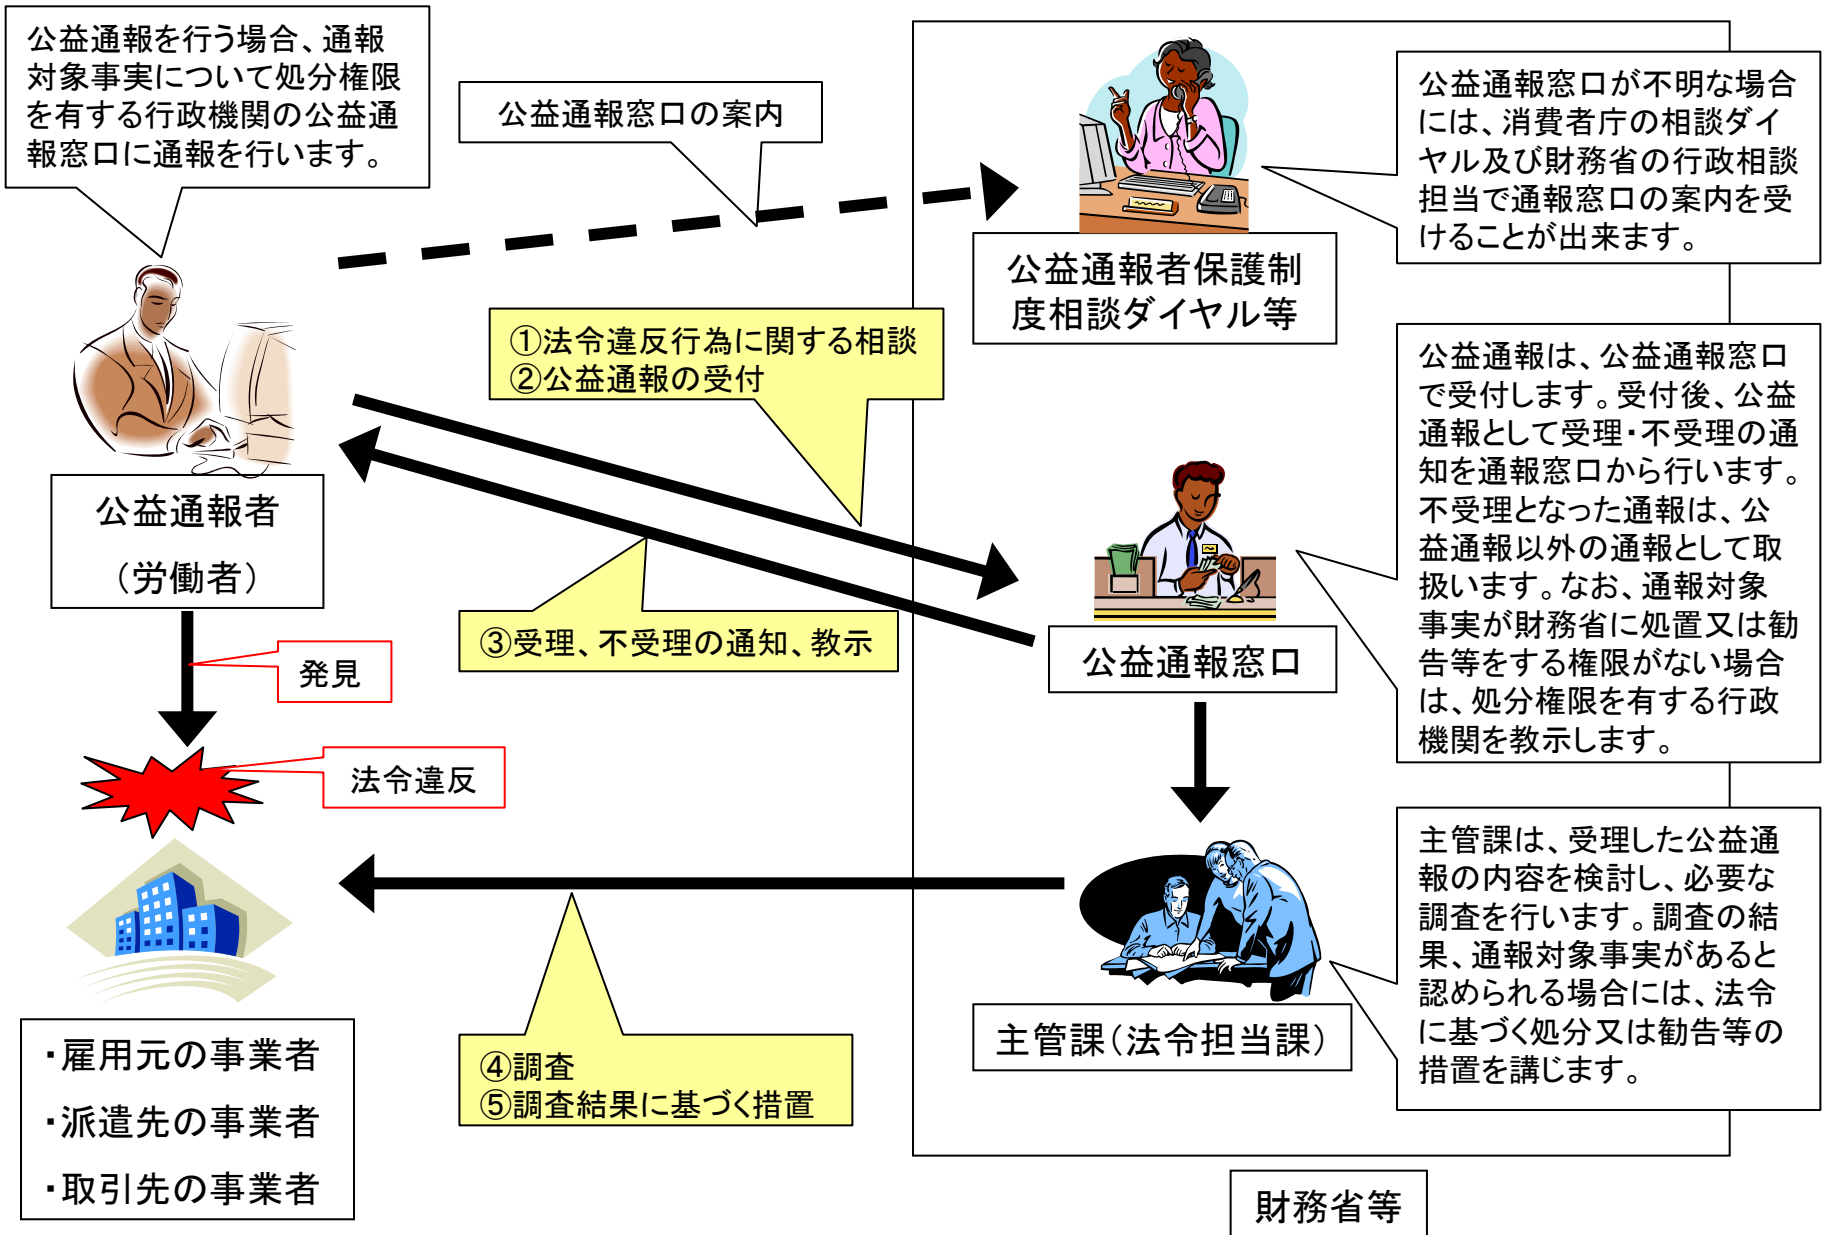 公益通報を行う場合、通報
対象事実について処分権限
を有する行政機関の公益通
報窓口に通報を行います。
公益通報窓口の案内
公益通報窓口が不明な場合
には、消費者庁の相談ダイ
ヤル及び財務省の行政相談
担当で通報窓口の案内を受
けることが出来ます。
公益通報者保護制
度相談ダイヤル等
①法令違反行為に関する相談
②公益通報の受付
公益通報は、公益通報窓口
で受付します。受付後、公益
通報として受理・不受理の通
知を通報窓口から行います。
不受理となった通報は、公
益通報以外の通報として取
扱います。なお、通報対象
事実が財務省に処置又は勧
告等をする権限がない場合
は、処分権限を有する行政
機関を教示します。
公益通報者
（労働者）
③受理、不受理の通知、教示
公益通報窓口
発見
法令違反
主管課は、受理した公益通
報の内容を検討し、必要な
調査を行います。調査の結
果、通報対象事実があると
認められる場合には、法令
に基づく処分又は勧告等の
措置を講じます。
主管課（法令担当課）
④調査
⑤調査結果に基づく措置
・雇用元の事業者
・派遣先の事業者
・取引先の事業者
財務省等